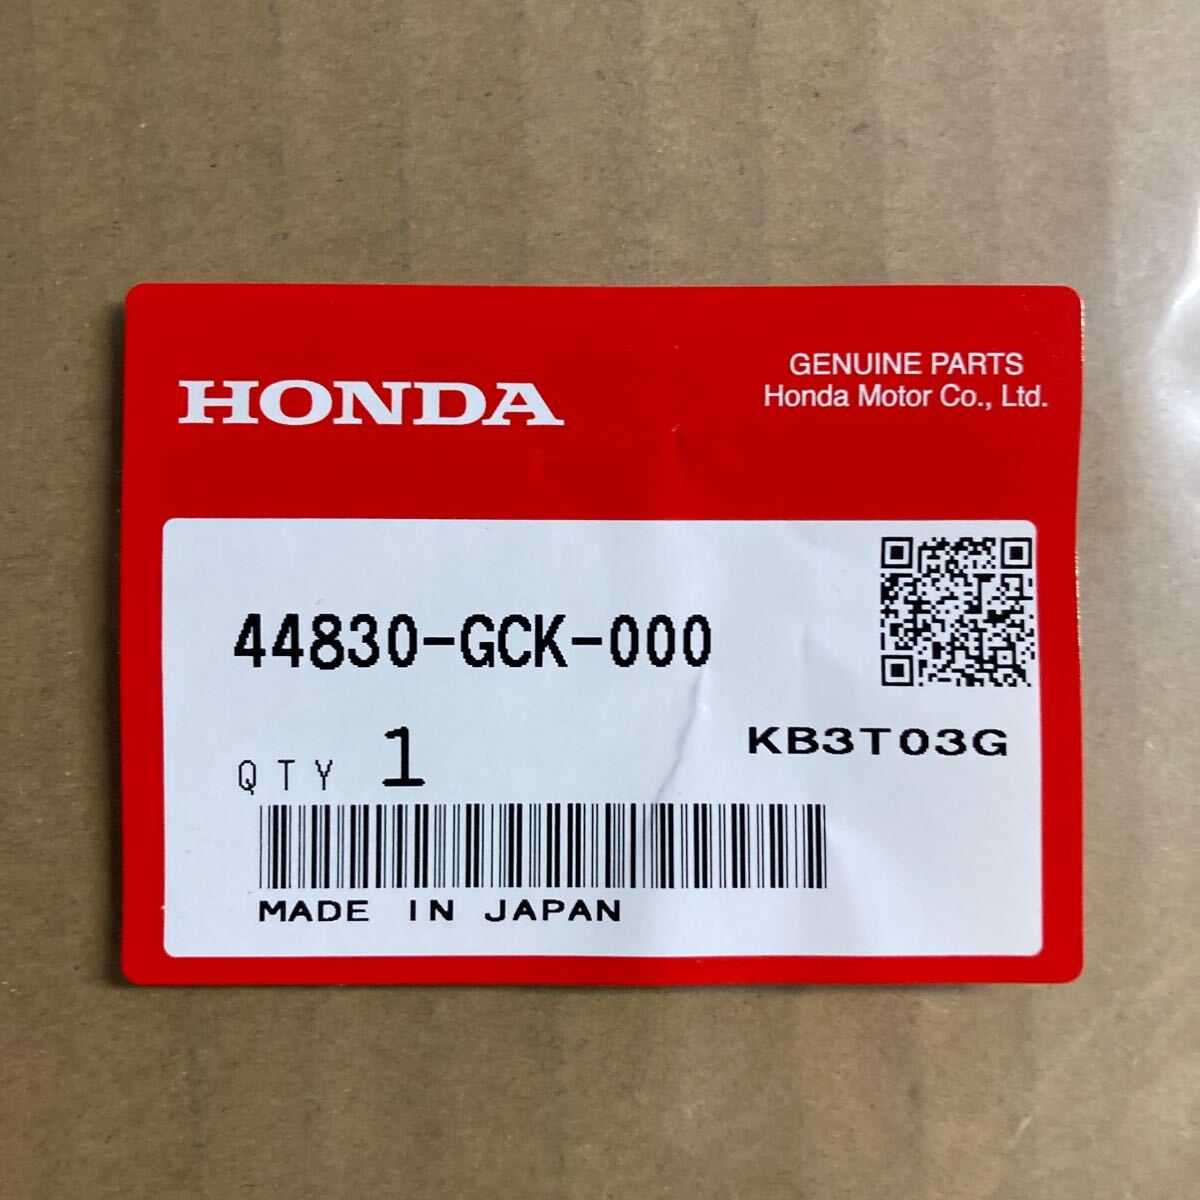 HONDA
GENUINE PARTS
Honda Motor Co., Ltd.
44830-GCK-000
QTY 1
KB3T03G
MADE IN JAPAN